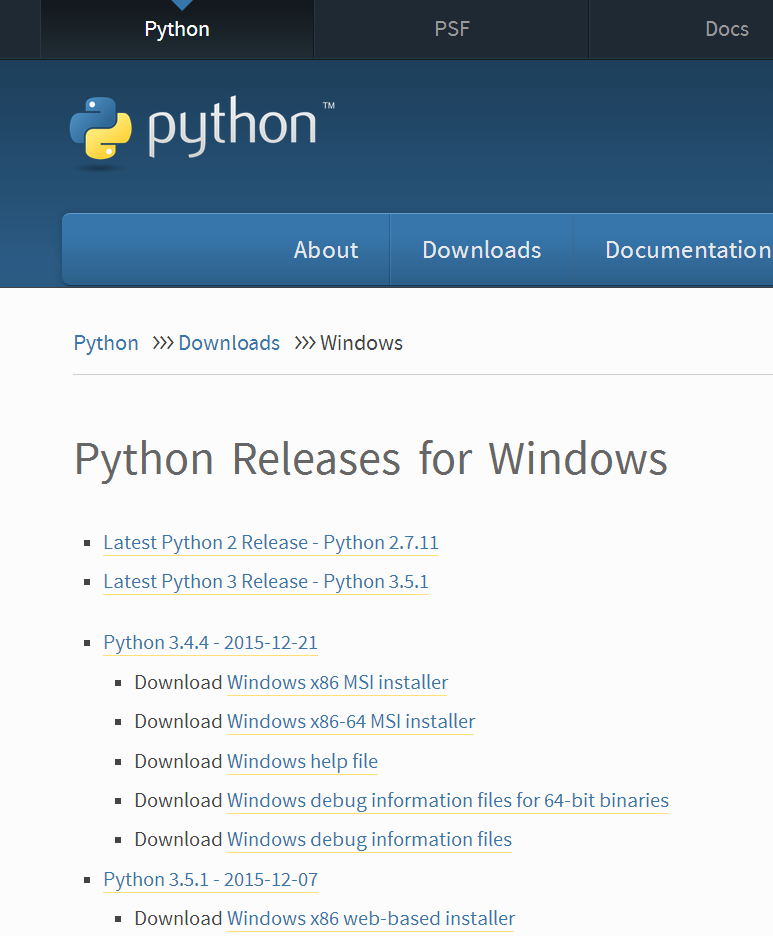 Python PSF Docs
python™
About Downloads Documentation
Python >>> Downloads >>> Windows
Python Releases for Windows
Latest Python 2 Release - Python 2.7.11
Latest Python 3 Release - Python 3.5.1
Python 3.4.4 - 2015-12-21
Download Windows x86 MSI installer
Download Windows x86-64 MSI installer
Download Windows help file
Download Windows debug information files for 64-bit binaries
Download Windows debug information files
Python 3.5.1 - 2015-12-07
Download Windows x86 web-based installer